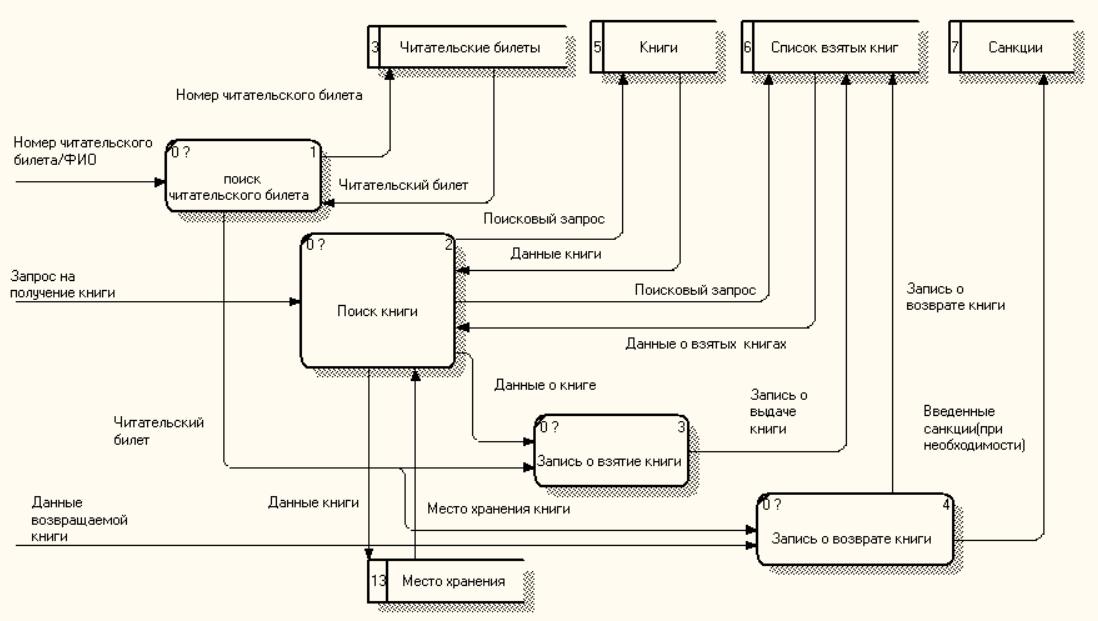 3 Читательские билеты
5 Книги
6 Список взятых книг
7 Санкции
Номер читательского билета
Номер читательского
билета/ФИО
0 ? 1
поиск
читательского билета
Читательский билет
Поисковый запрос
0 ? 2
Поиск книги
Данные книги
Запрос на
получение книги
Поисковый запрос
Запись о
возврате книги
Данные о взятых книгах
Данные о книге
Запись о
выдаче
книги
Введенные
санкции(при
необходимости)
Читательский
билет
0 ? 3
Запись о взятие книги
Данные
возвращаемой
книги
Данные книги
Место хранения книги
0 ? 4
Запись о возврате книги
13 Место хранения